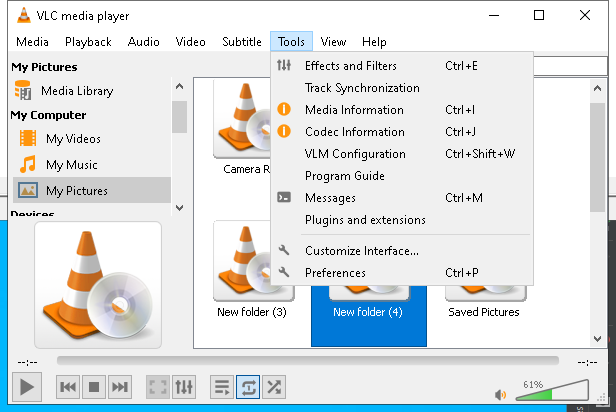 VLC media player
Media Playback Audio Video Subtitle Tools View Help
My Pictures
Media Library
My Computer
My Videos
My Music
My Pictures
Devices
Effects and Filters Ctrl+E
Track Synchronization
Media Information Ctrl+I
Codec Information Ctrl+J
VLM Configuration Ctrl+Shift+W
Program Guide
Messages Ctrl+M
Plugins and extensions
Customize Interface...
Preferences Ctrl+P
Camera R
New folder (3) New folder (4) Saved Pictures
--:-- --:--
61%